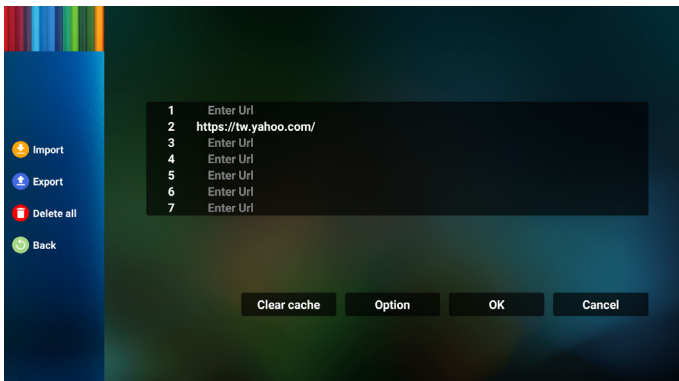 Import
Export
Delete all
Back
1 Enter Url
2 https://tw.yahoo.com/
3 Enter Url
4 Enter Url
5 Enter Url
6 Enter Url
7 Enter Url
Clear cache Option OK Cancel